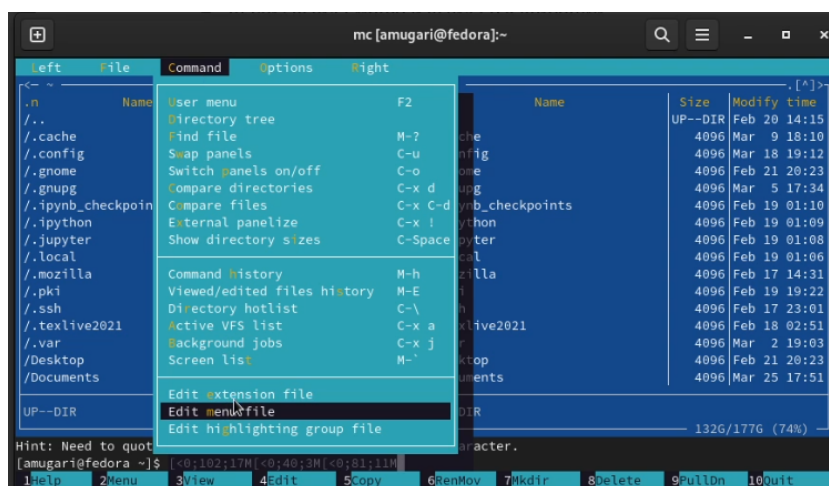 mc [amugari@fedora]:~
Left File Command Options Right
<— ~
.[^]>
.n Name
/..
/.cache
/.config
/.gnome
/.gnupg
/.ipynb_checkpoin
/.ipython
/.jupyter
/.local
/.mozilla
/.pki
/.ssh
/.texlive2021
/.var
/Desktop
/Documents
UP--DIR
User menu F2
Directory tree
Find file M-?
Swap panels C-u
Switch panels on/off C-o
Compare directories C-x d
Compare files C-x C-d
External panelize C-x !
Show directory sizes C-Space
Command history M-h
Viewed/edited files history M-E
Directory hotlist C-\
Active VFS list C-x a
Background jobs C-x j
Screen list M-`
Edit extension file
Edit menu file
Edit highlighting group file
Name Size Modify time
UP--DIR Feb 20 14:15
che 4096 Mar 9 18:10
nfig 4096 Mar 18 19:12
ome 4096 Feb 21 20:23
upg 4096 Mar 5 17:34
ynb_checkpoints 4096 Feb 19 01:10
ython 4096 Feb 19 01:09
pyter 4096 Feb 19 01:08
cal 4096 Feb 19 01:06
zilla 4096 Feb 17 14:31
i 4096 Feb 19 19:22
h 4096 Feb 17 23:01
xlive2021 4096 Feb 18 02:51
r 4096 Mar 2 19:03
ktop 4096 Feb 21 20:23
uments 4096 Mar 25 17:51
DIR
132G/177G (74%)
Hint: Need to quot aracter.
[amugari@fedora ~]$ [<0;102;17M[<0;40;3M[<0;81;11M
1Help 2Menu 3View 4Edit 5Copy 6RenMov 7Mkdir 8Delete 9PullDn 10Quit